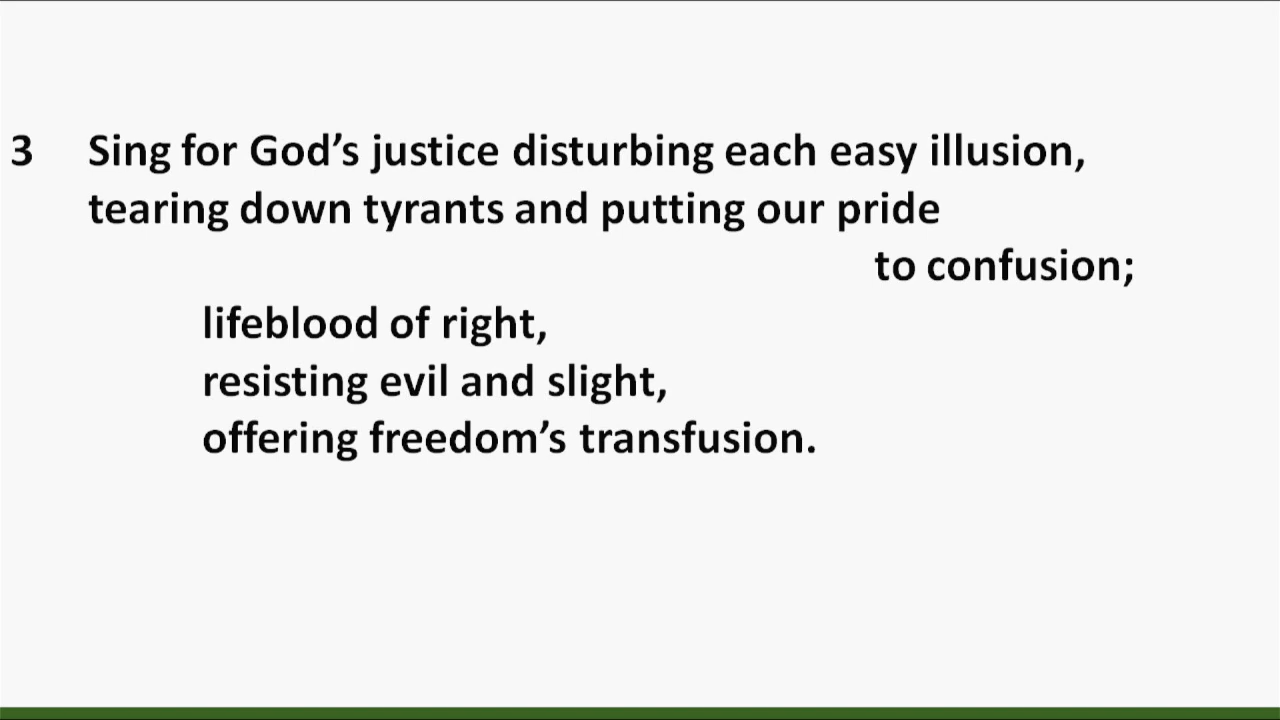 3 Sing for God’s justice disturbing each easy illusion,
tearing down tyrants and putting our pride
to confusion;
lifeblood of right,
resisting evil and slight,
offering freedom’s transfusion.